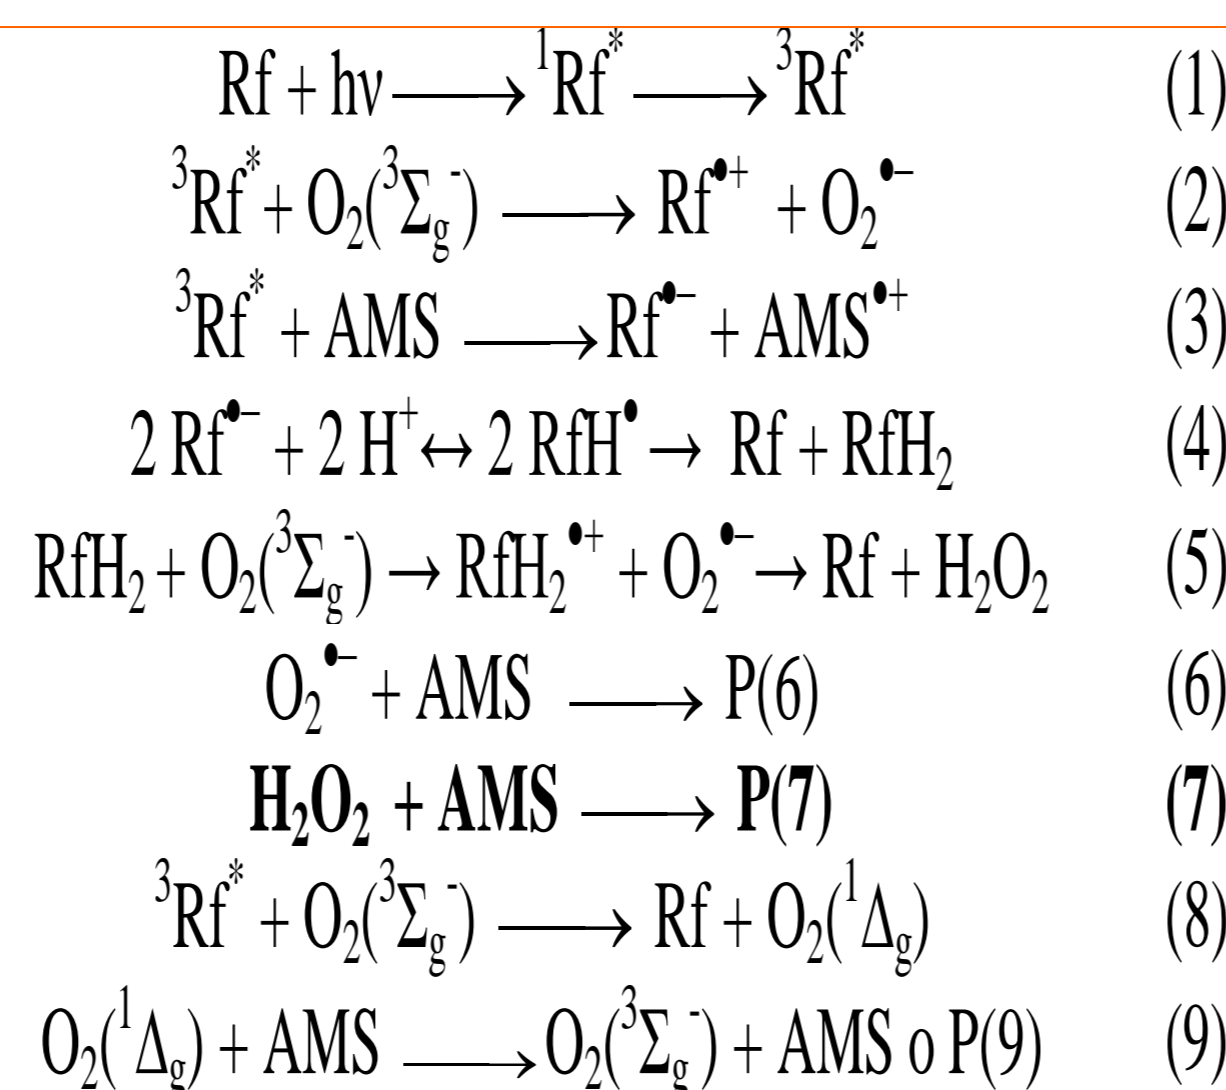 Rf + hν ⟶ ¹Rf* ⟶ ³Rf* (1)
³Rf* + O₂(³Σg⁻) ⟶ Rf•⁺ + O₂•⁻ (2)
³Rf* + AMS ⟶ Rf•⁻ + AMS•⁺ (3)
2 Rf•⁻ + 2 H⁺ ↔ 2 RfH• → Rf + RfH₂ (4)
RfH₂ + O₂(³Σg⁻) → RfH₂•⁺ + O₂•⁻ → Rf + H₂O₂ (5)
O₂•⁻ + AMS ⟶ P(6) (6)
H₂O₂ + AMS ⟶ P(7) (7)
³Rf* + O₂(³Σg⁻) ⟶ Rf + O₂(¹Δg) (8)
O₂(¹Δg) + AMS ⟶ O₂(³Σg⁻) + AMS o P(9) (9)